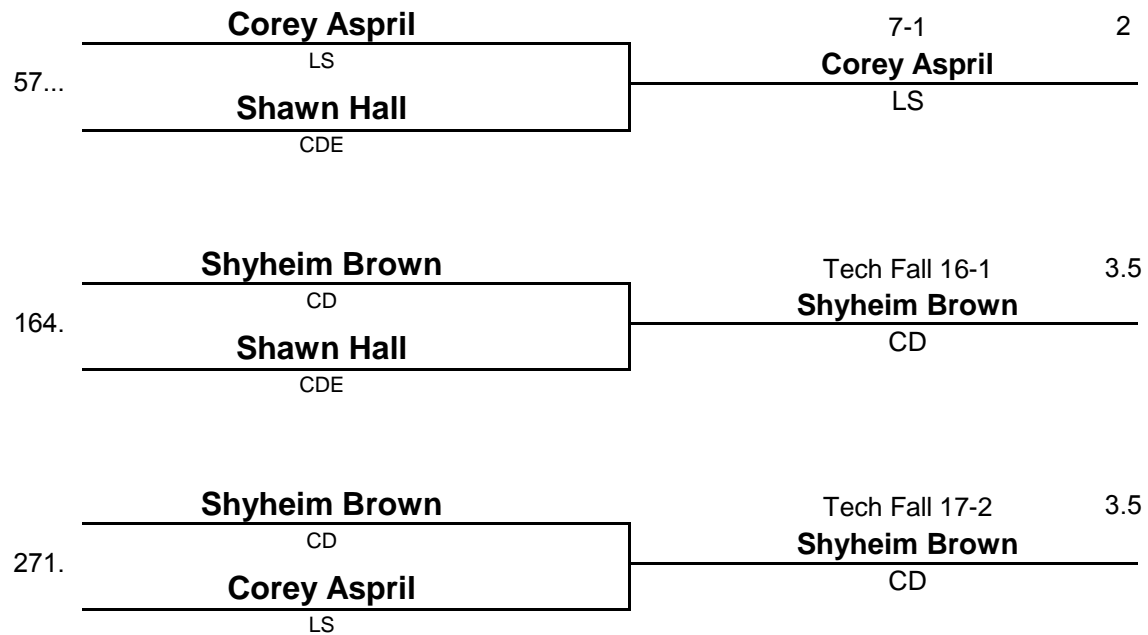 Corey Aspril 7-1 2
LS Corey Aspril
57... LS
Shawn Hall
CDE
Shyheim Brown Tech Fall 16-1 3.5
CD Shyheim Brown
164. CD
Shawn Hall
CDE
Shyheim Brown Tech Fall 17-2 3.5
CD Shyheim Brown
271. CD
Corey Aspril
LS